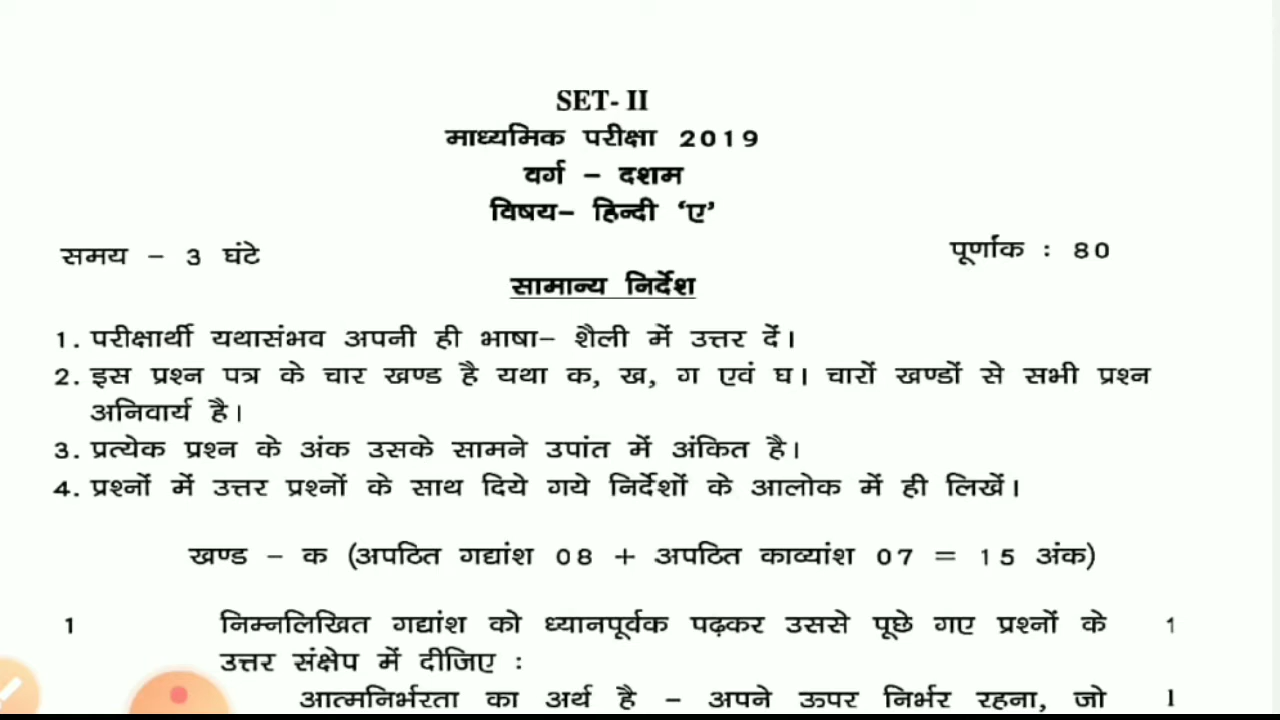 SET- II
माध्यमिक परीक्षा 2019
वर्ग – दशम
विषय– हिन्दी ‘ए’
समय – 3 घंटे
पूर्णांक : 80
सामान्य निर्देश
1. परीक्षार्थी यथासंभव अपनी ही भाषा– शैली में उत्तर दें।
2. इस प्रश्न पत्र के चार खण्ड है यथा क, ख, ग एवं घ। चारों खण्डों से सभी प्रश्न
अनिवार्य है।
3. प्रत्येक प्रश्न के अंक उसके सामने उपांत में अंकित है।
4. प्रश्नों में उत्तर प्रश्नों के साथ दिये गये निर्देशों के आलोक में ही लिखें।
खण्ड – क (अपठित गद्यांश 08 + अपठित काव्यांश 07 = 15 अंक)
1 निम्नलिखित गद्यांश को ध्यानपूर्वक पढ़कर उससे पूछे गए प्रश्नों के 1
उत्तर संक्षेप में दीजिए :
आत्मनिर्भरता का अर्थ है – अपने ऊपर निर्भर रहना, जो 1